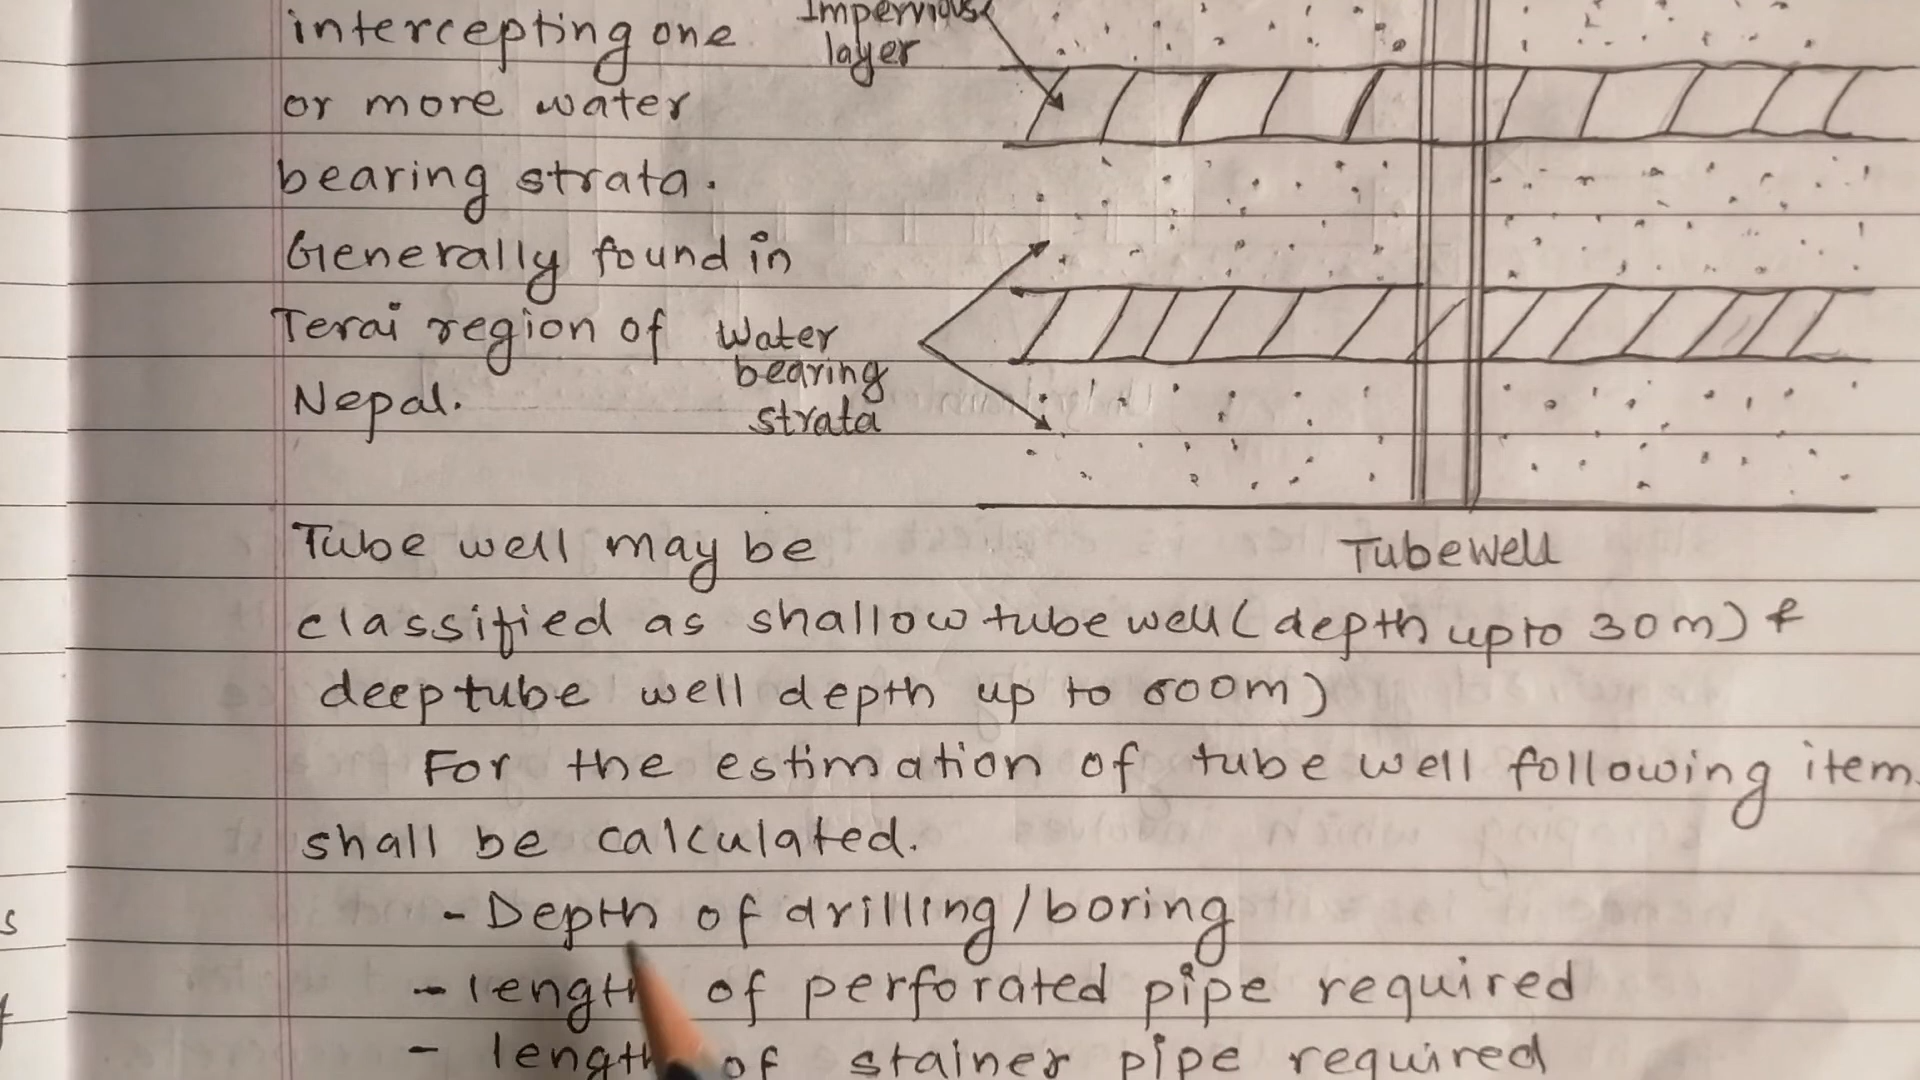 intercepting one
or more water
bearing strata.
Generally found in
Terai region of
Nepal.
Impervious
layer
Water
bearing
strata
Tubewell
Tube well may be
classified as shallow tube well (depth upto 30m) &
deep tube well depth up to 600m)
For the estimation of tube well following item
shall be calculated.
- Depth of drilling/boring
- length of perforated pipe required
- length of stainer pipe required
s